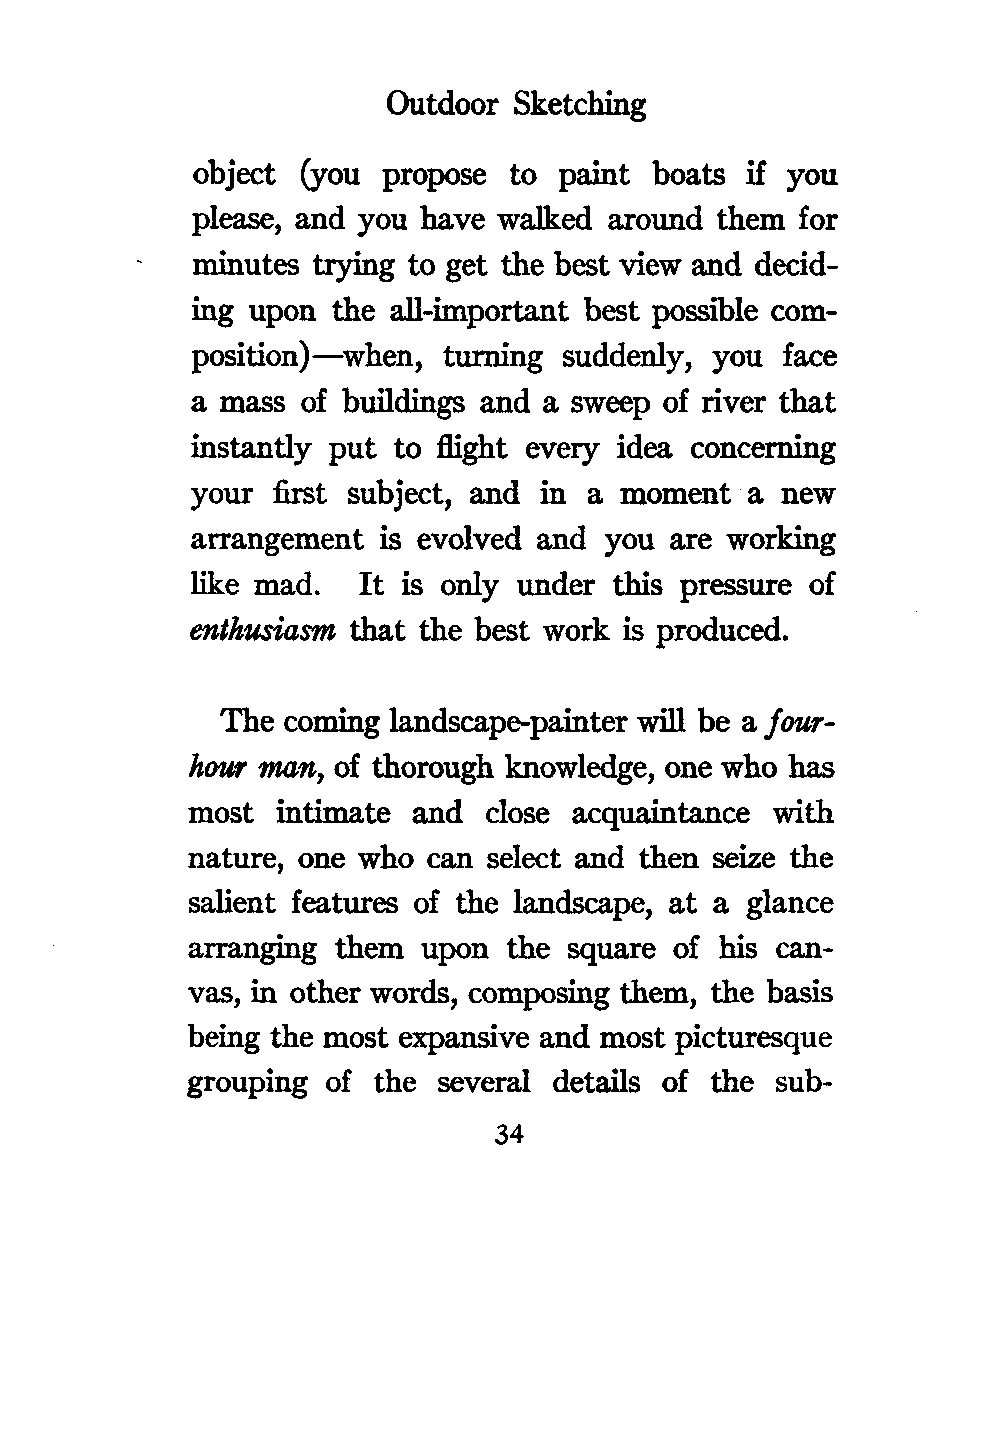 Outdoor Sketching
object (you propose to paint boats if you
please, and you have walked around them for
minutes trying to get the best view and decid-
ing upon the all-important best possible com-
position)—when, turning suddenly, you face
a mass of buildings and a sweep of river that
instantly put to flight every idea concerning
your first subject, and in a moment a new
arrangement is evolved and you are working
like mad. It is only under this pressure of
enthusiasm that the best work is produced.
The coming landscape-painter will be a four-
hour man, of thorough knowledge, one who has
most intimate and close acquaintance with
nature, one who can select and then seize the
salient features of the landscape, at a glance
arranging them upon the square of his can-
vas, in other words, composing them, the basis
being the most expansive and most picturesque
grouping of the several details of the sub-
34